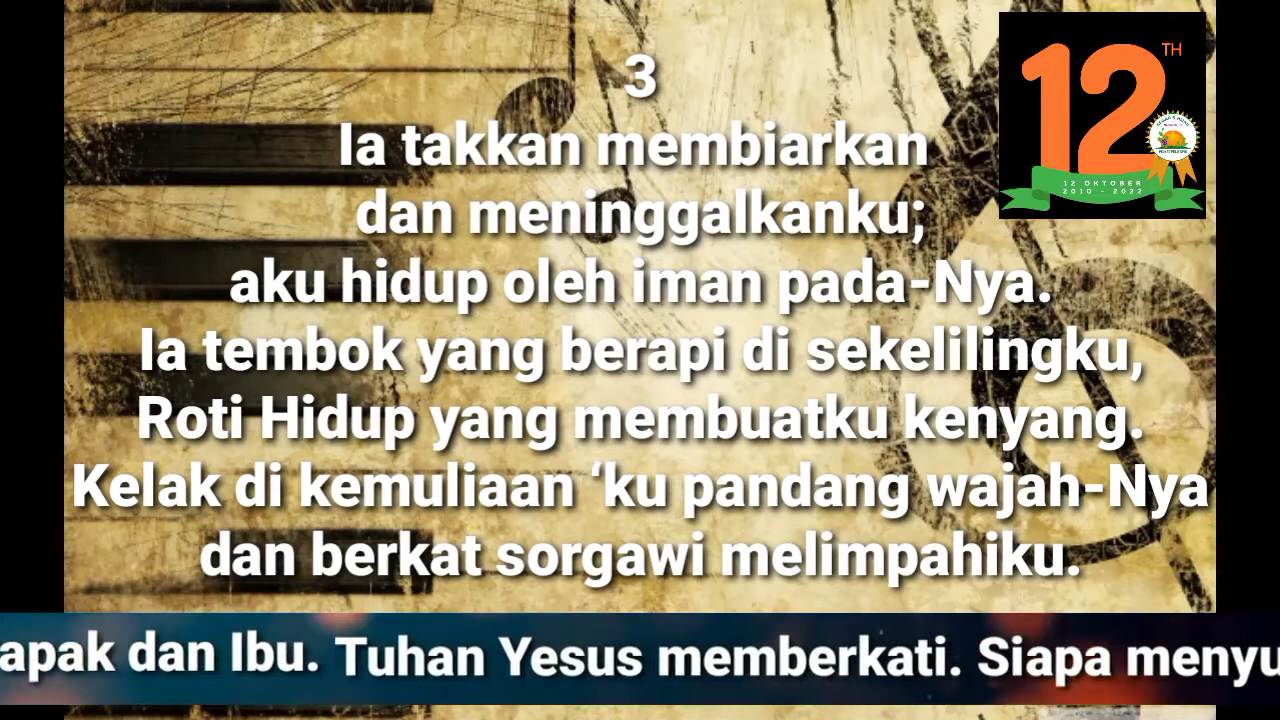 3
Ia takkan membiarkan
dan meninggalkanku;
aku hidup oleh iman pada-Nya.
Ia tembok yang berapi di sekelilingku,
Roti Hidup yang membuatku kenyang.
Kelak di kemuliaan ‘ku pandang wajah-Nya
dan berkat sorgawi melimpahiku.
12 TH
12 OKTOBER
2010 - 2022
apak dan Ibu. Tuhan Yesus memberkati. Siapa menyu